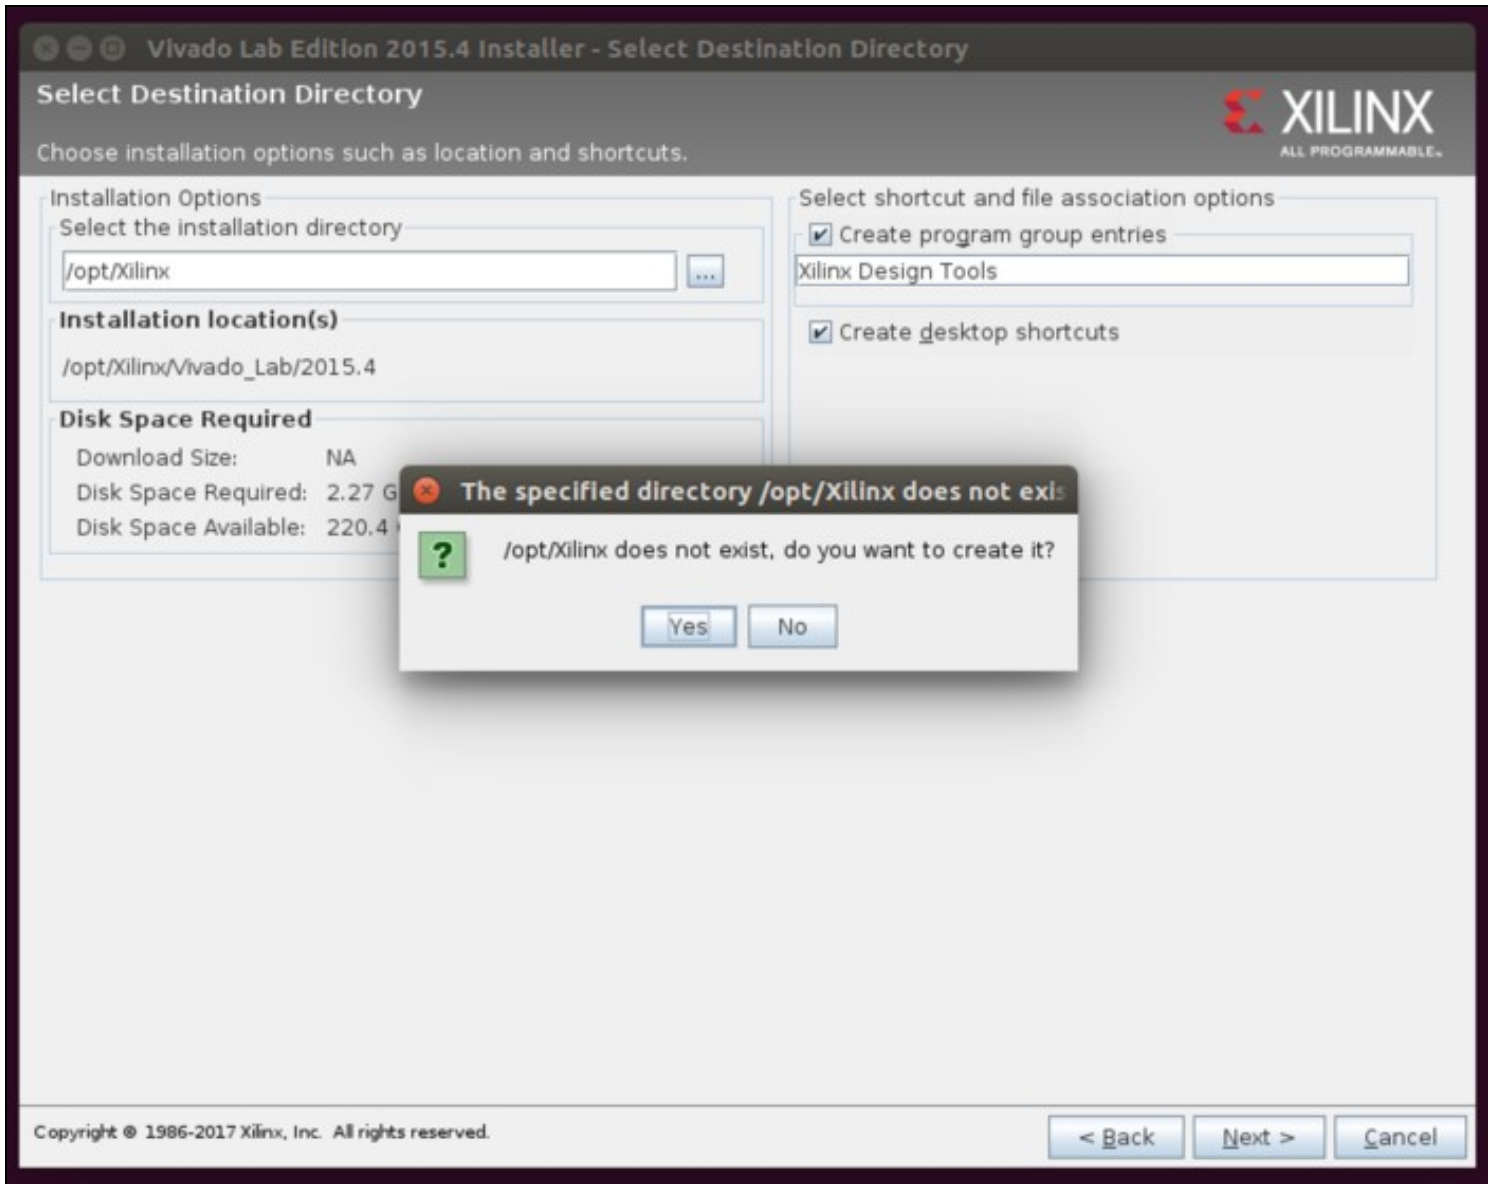 Vivado Lab Edition 2015.4 Installer - Select Destination Directory
Select Destination Directory
Choose installation options such as location and shortcuts.
XILINX
ALL PROGRAMMABLE™
Installation Options
Select the installation directory
/opt/Xilinx
...
Installation location(s)
/opt/Xilinx/Vivado_Lab/2015.4
Disk Space Required
Download Size: NA
Disk Space Required: 2.27 G
Disk Space Available: 220.4
Select shortcut and file association options
Create program group entries
Xilinx Design Tools
Create desktop shortcuts
The specified directory /opt/Xilinx does not exis
/opt/Xilinx does not exist, do you want to create it?
Yes No
Copyright © 1986-2017 Xilinx, Inc. All rights reserved.
< Back Next > Cancel